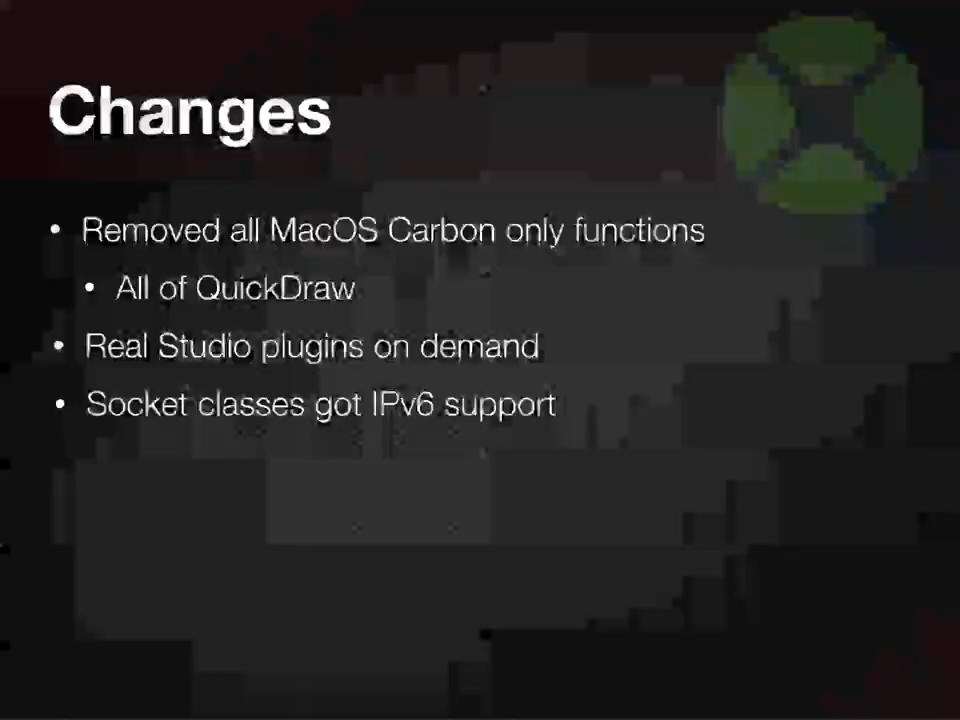 Changes
• Removed all MacOS Carbon only functions
• All of QuickDraw
• Real Studio plugins on demand
• Socket classes got IPv6 support